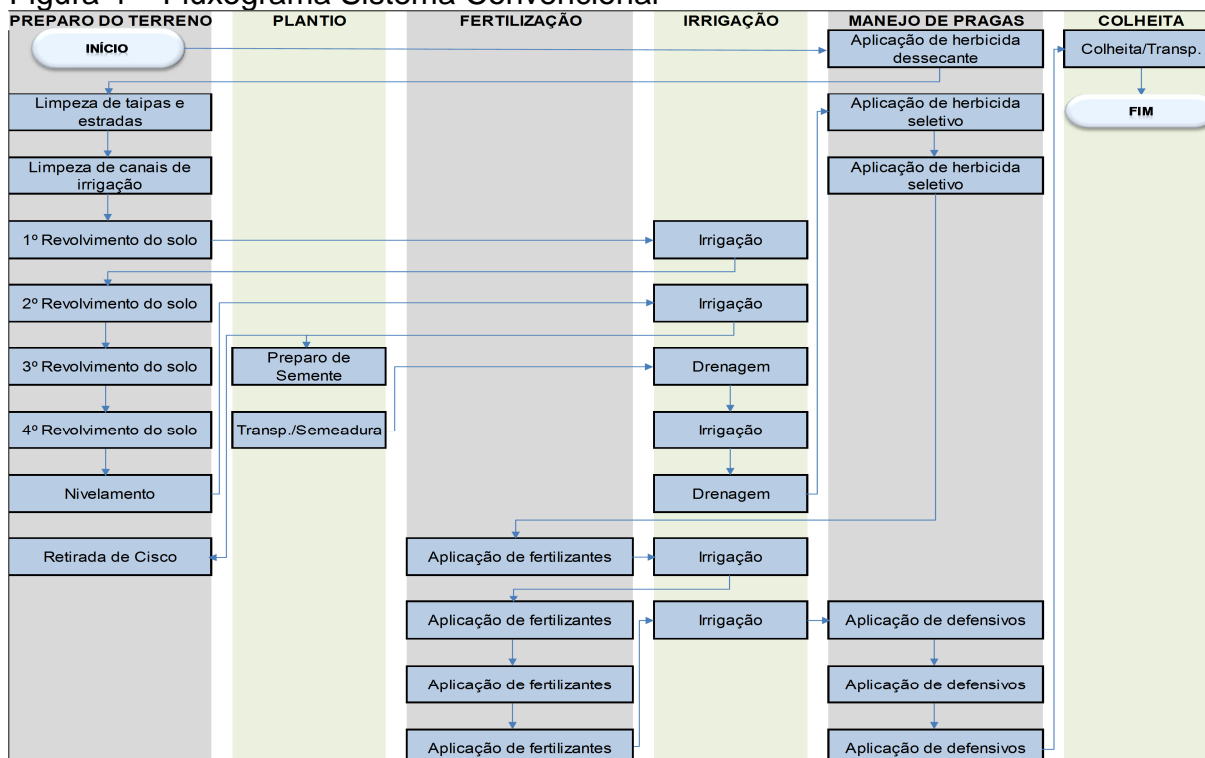 Figura 4 – Fluxograma Sistema Convencional
PREPARO DO TERRENO
PLANTIO
FERTILIZAÇÃO
IRRIGAÇÃO
MANEJO DE PRAGAS
COLHEITA
INÍCIO
Aplicação de herbicida
dessecante
Colheita/Transp.
Limpeza de taipas e
estradas
Aplicação de herbicida
seletivo
FIM
Limpeza de canais de
irrigação
Aplicação de herbicida
seletivo
1º Revolvimento do solo
Irrigação
2º Revolvimento do solo
Irrigação
3º Revolvimento do solo
Preparo de
Semente
Drenagem
4º Revolvimento do solo
Transp./Semeadura
Irrigação
Nivelamento
Drenagem
Retirada de Cisco
Aplicação de fertilizantes
Irrigação
Aplicação de fertilizantes
Irrigação
Aplicação de defensivos
Aplicação de fertilizantes
Aplicação de defensivos
Aplicação de fertilizantes
Aplicação de defensivos